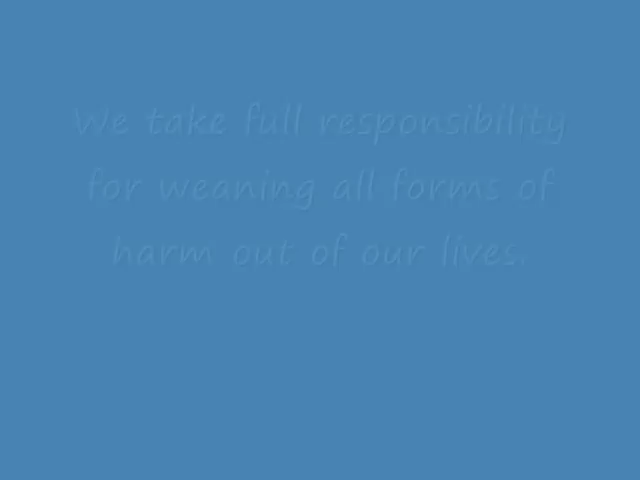 We take full responsibility
for weaning all forms of
harm out of our lives.